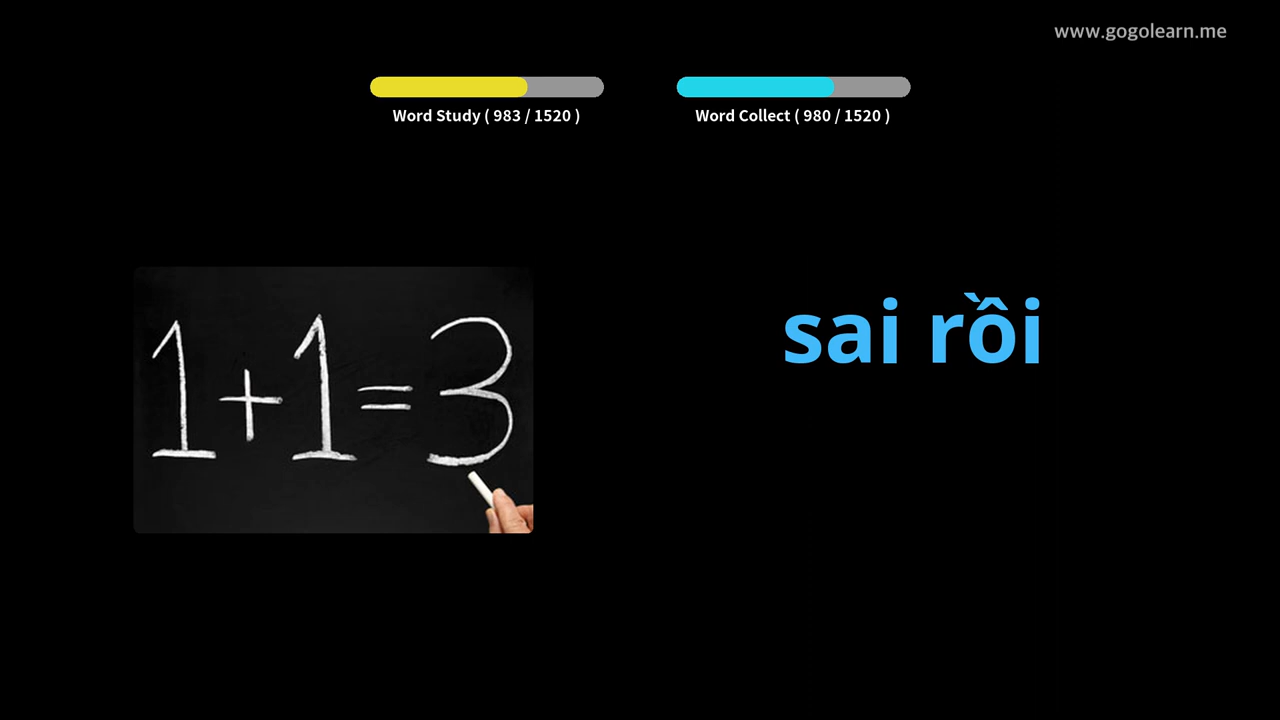 www.gogolearn.me
Word Study ( 983 / 1520 )
Word Collect ( 980 / 1520 )
1+1=3
sai rồi